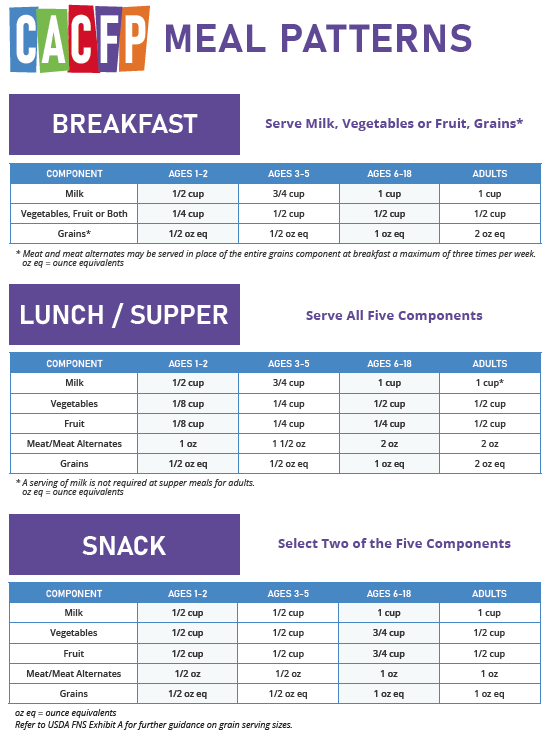 CACFP MEAL PATTERNS
BREAKFAST
Serve Milk, Vegetables or Fruit, Grains*
COMPONENT AGES 1–2 AGES 3–5 AGES 6–18 ADULTS
Milk 1/2 cup 3/4 cup 1 cup 1 cup
Vegetables, Fruit or Both 1/4 cup 1/2 cup 1/2 cup 1/2 cup
Grains* 1/2 oz eq 1/2 oz eq 1 oz eq 2 oz eq
* Meat and meat alternates may be served in place of the entire grains component at breakfast a maximum of three times per week.
oz eq = ounce equivalents
LUNCH / SUPPER
Serve All Five Components
COMPONENT AGES 1–2 AGES 3–5 AGES 6–18 ADULTS
Milk 1/2 cup 3/4 cup 1 cup 1 cup*
Vegetables 1/8 cup 1/4 cup 1/2 cup 1/2 cup
Fruit 1/8 cup 1/4 cup 1/4 cup 1/2 cup
Meat/Meat Alternates 1 oz 1 1/2 oz 2 oz 2 oz
Grains 1/2 oz eq 1/2 oz eq 1 oz eq 2 oz eq
* A serving of milk is not required at supper meals for adults.
oz eq = ounce equivalents
SNACK
Select Two of the Five Components
COMPONENT AGES 1–2 AGES 3–5 AGES 6–18 ADULTS
Milk 1/2 cup 1/2 cup 1 cup 1 cup
Vegetables 1/2 cup 1/2 cup 3/4 cup 1/2 cup
Fruit 1/2 cup 1/2 cup 3/4 cup 1/2 cup
Meat/Meat Alternates 1/2 oz 1/2 oz 1 oz 1 oz
Grains 1/2 oz eq 1/2 oz eq 1 oz eq 1 oz eq
oz eq = ounce equivalents
Refer to USDA FNS Exhibit A for further guidance on grain serving sizes.